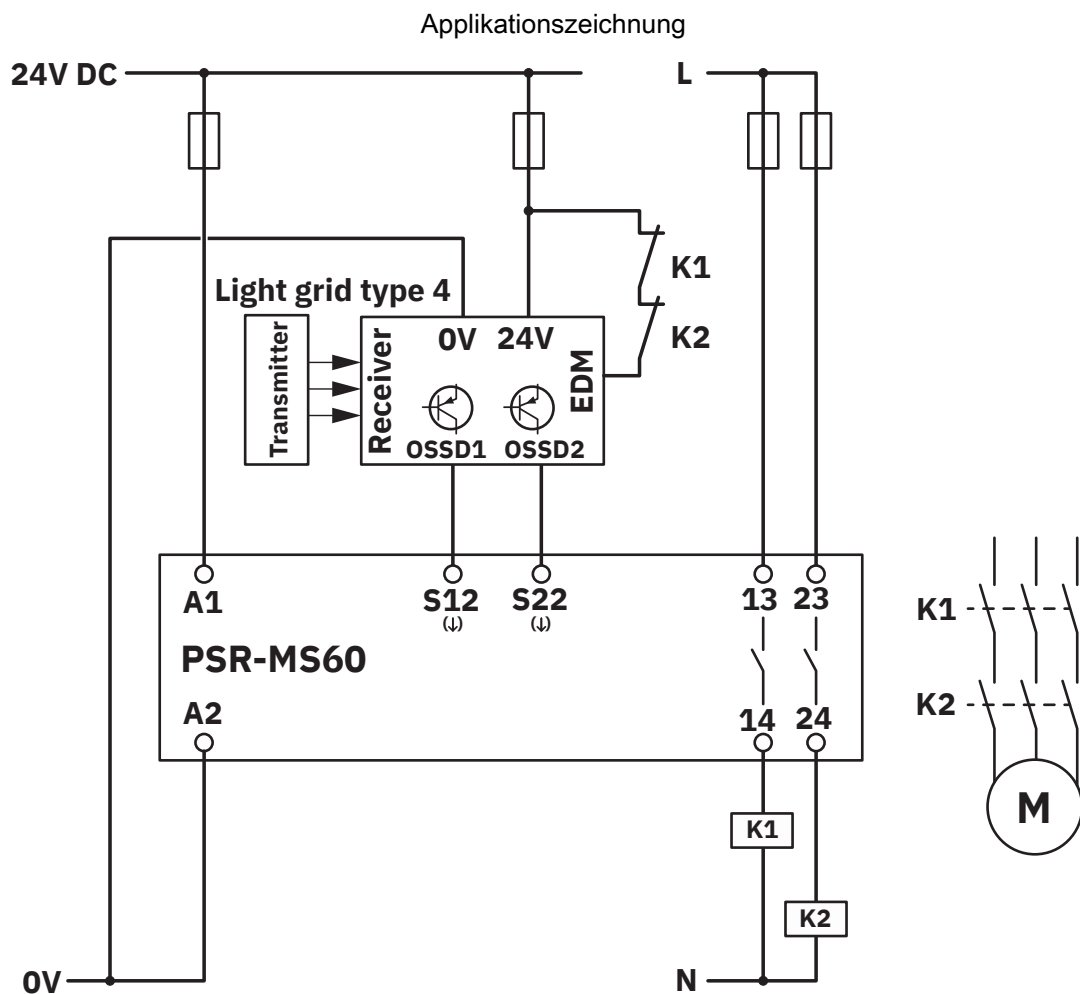 Applikationszeichnung
24V DC
L
K1
K2
Light grid type 4
Transmitter
Receiver
0V
24V
EDM
OSSD1
OSSD2
A1
S12
(↓)
S22
(↓)
13
23
PSR-MS60
A2
14
24
K1
K2
M
K1
K2
0V
N